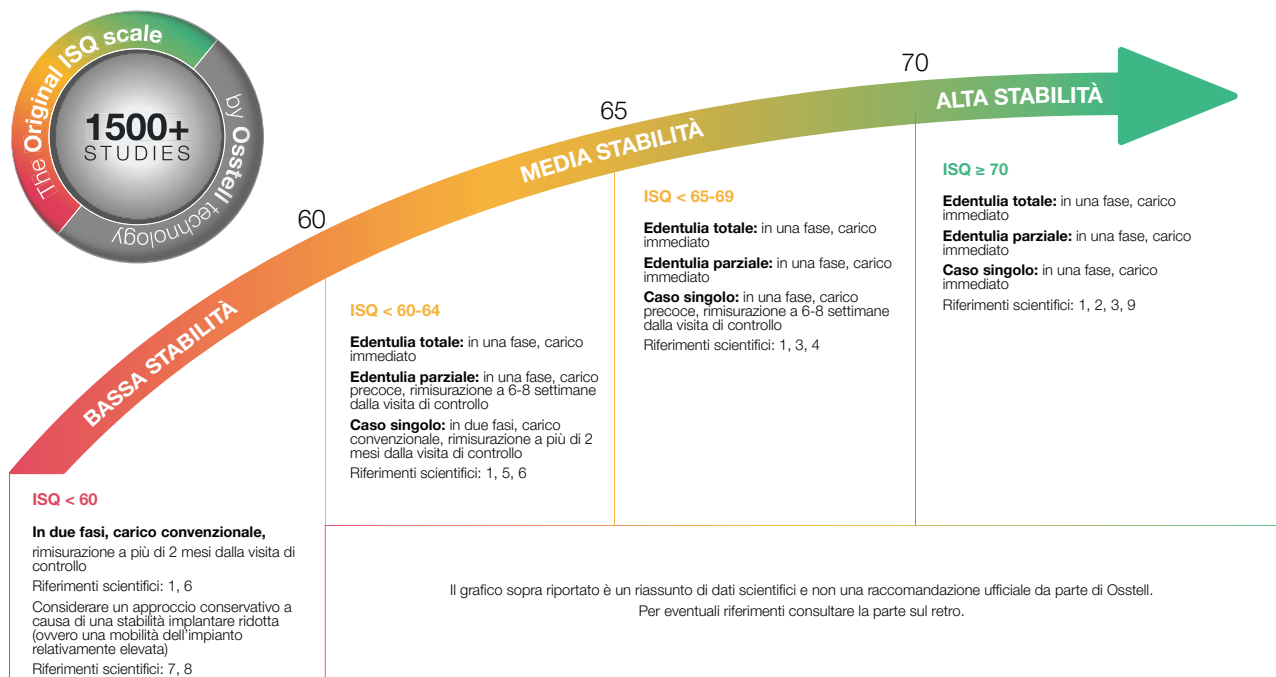 The Original ISQ scale
by Osstell technology
1500+
STUDIES
60
65
70
BASSA STABILITÀ
MEDIA STABILITÀ
ALTA STABILITÀ
ISQ < 60
In due fasi, carico convenzionale,
rimisurazione a più di 2 mesi dalla visita di
controllo
Riferimenti scientifici: 1, 6
Considerare un approccio conservativo a
causa di una stabilità implantare ridotta
(ovvero una mobilità dell'impianto
relativamente elevata)
Riferimenti scientifici: 7, 8
ISQ < 60-64
Edentulia totale: in una fase, carico
immediato
Edentulia parziale: in una fase, carico
precoce, rimisurazione a 6-8 settimane
dalla visita di controllo
Caso singolo: in due fasi, carico
convenzionale, rimisurazione a più di 2
mesi dalla visita di controllo
Riferimenti scientifici: 1, 5, 6
ISQ < 65-69
Edentulia totale: in una fase, carico
immediato
Edentulia parziale: in una fase, carico
immediato
Caso singolo: in una fase, carico
precoce, rimisurazione a 6-8 settimane
dalla visita di controllo
Riferimenti scientifici: 1, 3, 4
ISQ ≥ 70
Edentulia totale: in una fase, carico
immediato
Edentulia parziale: in una fase, carico
immediato
Caso singolo: in una fase, carico
immediato
Riferimenti scientifici: 1, 2, 3, 9
Il grafico sopra riportato è un riassunto di dati scientifici e non una raccomandazione ufficiale da parte di Osstell.
Per eventuali riferimenti consultare la parte sul retro.